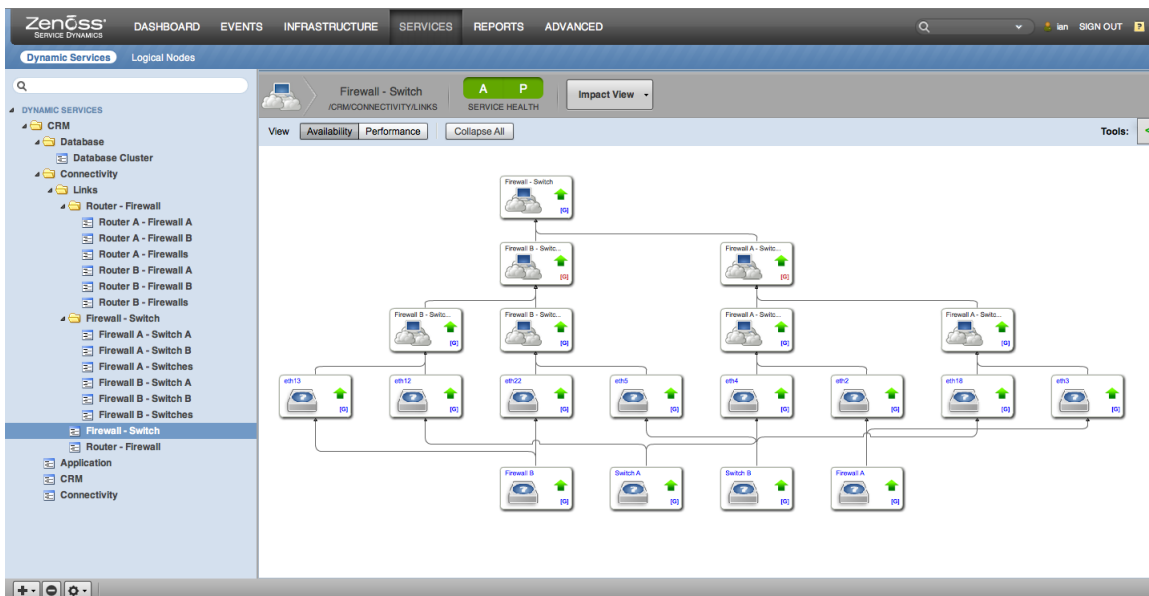 Zenōss
SERVICE DYNAMICS
DASHBOARD EVENTS INFRASTRUCTURE SERVICES REPORTS ADVANCED ian SIGN OUT ?
Dynamic Services Logical Nodes
DYNAMIC SERVICES
CRM
Database
Database Cluster
Connectivity
Links
Router - Firewall
Router A - Firewall A
Router A - Firewall B
Router A - Firewalls
Router B - Firewall A
Router B - Firewall B
Router B - Firewalls
Firewall - Switch
Firewall A - Switch A
Firewall A - Switch B
Firewall A - Switches
Firewall B - Switch A
Firewall B - Switch B
Firewall B - Switches
Firewall - Switch
Router - Firewall
Application
CRM
Connectivity
Firewall - Switch
/CRM/CONNECTIVITY/LINKS
A P
SERVICE HEALTH
Impact View
View Availability Performance Collapse All Tools:
Firewall - Switch
[G]
Firewall B - Switc... Firewall A - Switc...
[G] [G]
Firewall B - Switc... Firewall B - Switc... Firewall A - Switc... Firewall A - Switc...
[G] [G] [G] [G]
eth13 eth12 eth22 eth5 eth4 eth2 eth18 eth3
? ? ? ? ? ? ? ?
[G] [G] [G] [G] [G] [G] [G] [G]
Firewall B Switch A Switch B Firewall A
? ? ? ?
[G] [G] [G] [G]